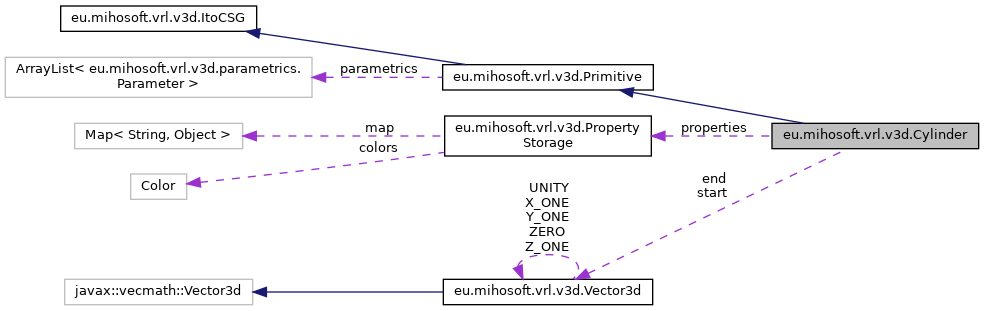 eu.mihosoft.vrl.v3d.ItoCSG
ArrayList< eu.mihosoft.vrl.v3d.parametrics.
Parameter >
parametrics
eu.mihosoft.vrl.v3d.Primitive
Map< String, Object >
map
colors
eu.mihosoft.vrl.v3d.Property
Storage
properties
eu.mihosoft.vrl.v3d.Cylinder
Color
end
start
UNITY
X_ONE
Y_ONE
ZERO
Z_ONE
javax::vecmath::Vector3d
eu.mihosoft.vrl.v3d.Vector3d